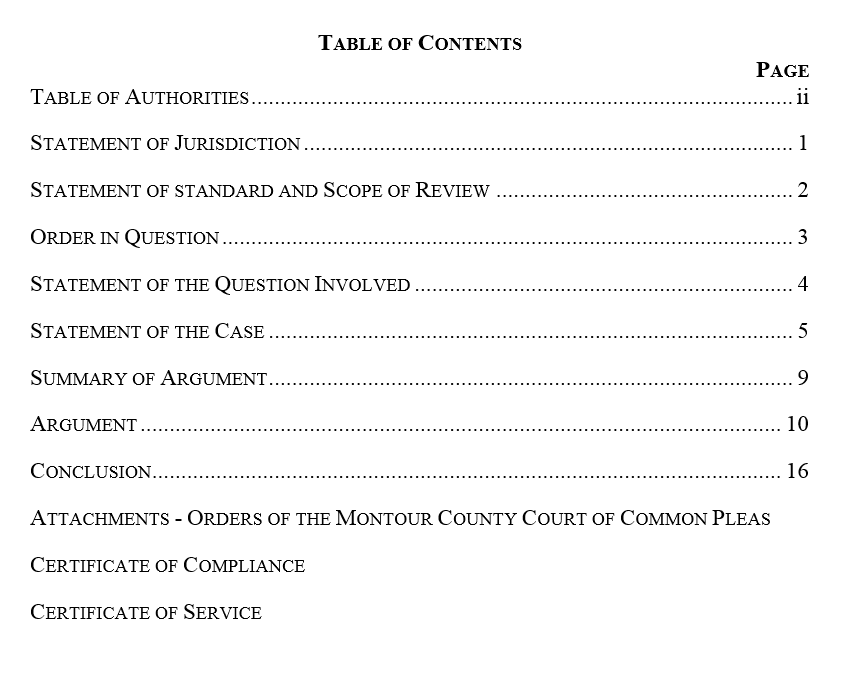 TABLE OF CONTENTS
PAGE
TABLE OF AUTHORITIES ii
STATEMENT OF JURISDICTION 1
STATEMENT OF STANDARD AND SCOPE OF REVIEW 2
ORDER IN QUESTION 3
STATEMENT OF THE QUESTION INVOLVED 4
STATEMENT OF THE CASE 5
SUMMARY OF ARGUMENT 9
ARGUMENT 10
CONCLUSION 16
ATTACHMENTS - ORDERS OF THE MONTOUR COUNTY COURT OF COMMON PLEAS
CERTIFICATE OF COMPLIANCE
CERTIFICATE OF SERVICE